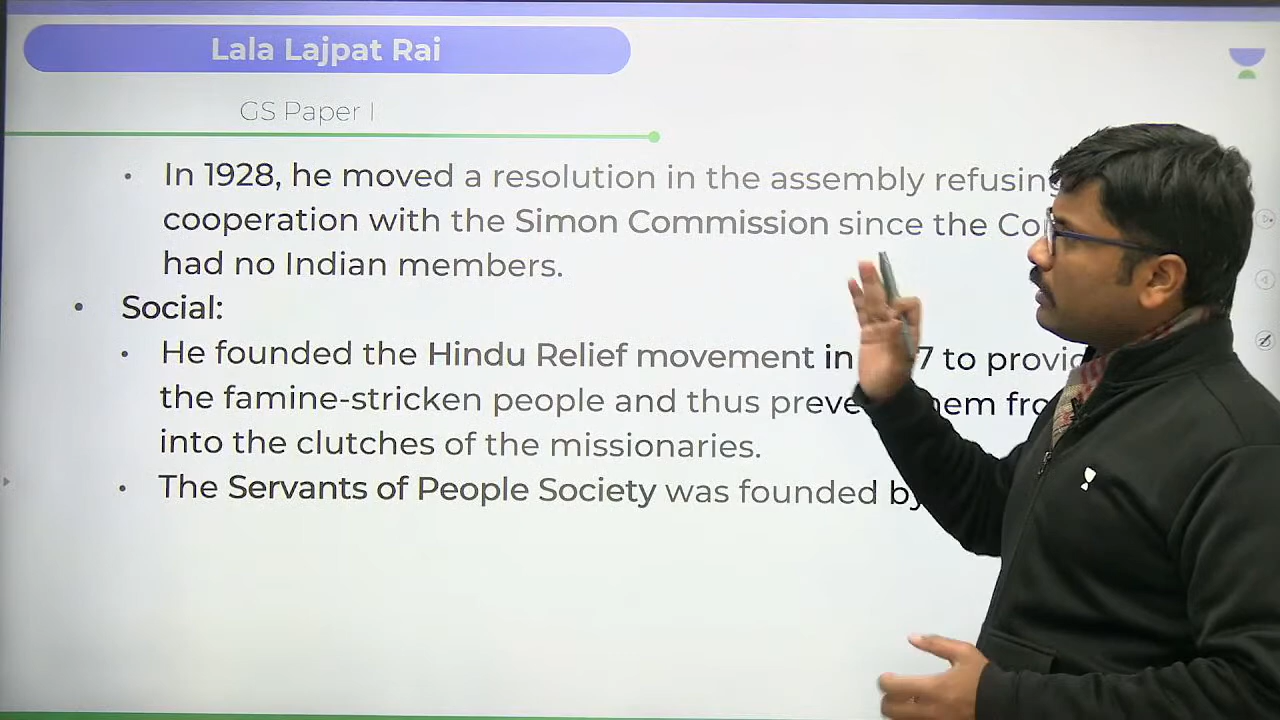 Lala Lajpat Rai
GS Paper I
• In 1928, he moved a resolution in the assembly refusing
cooperation with the Simon Commission since the Co
had no Indian members.
• Social:
• He founded the Hindu Relief movement in 7 to provi
the famine-stricken people and thus preve em fro
into the clutches of the missionaries.
• The Servants of People Society was founded by